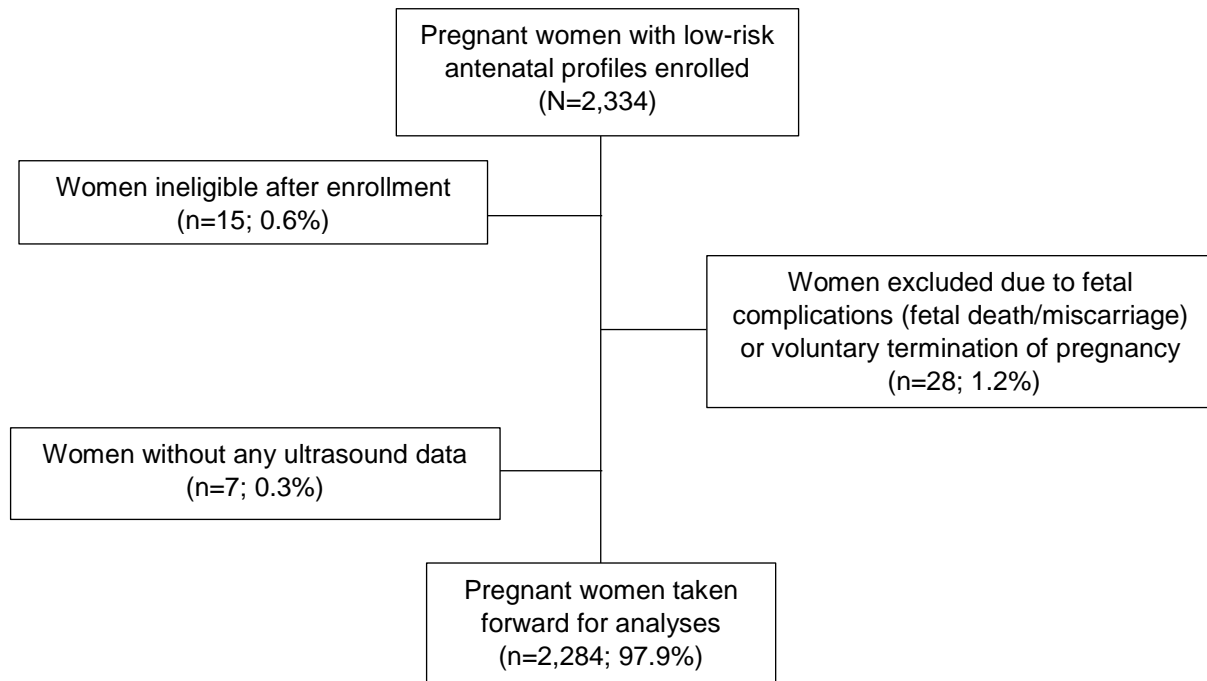 Pregnant women with low-risk
antenatal profiles enrolled
(N=2,334)
Women ineligible after enrollment
(n=15; 0.6%)
Women excluded due to fetal
complications (fetal death/miscarriage)
or voluntary termination of pregnancy
(n=28; 1.2%)
Women without any ultrasound data
(n=7; 0.3%)
Pregnant women taken
forward for analyses
(n=2,284; 97.9%)